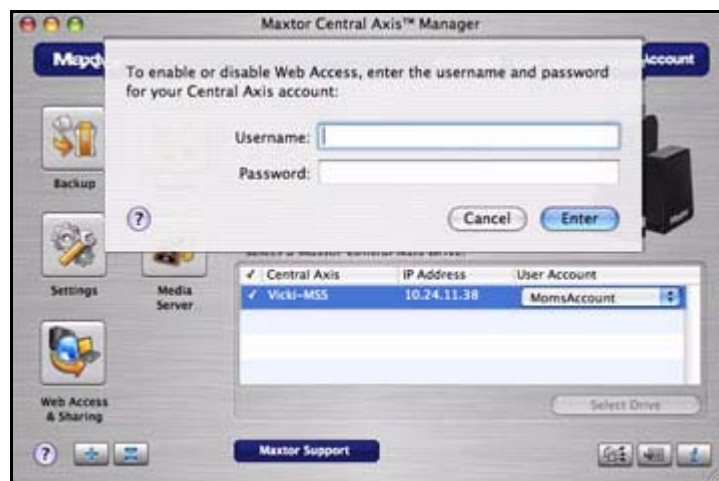 Maxtor Central Axis™ Manager
Account
To enable or disable Web Access, enter the username and password
for your Central Axis account:
Username:
Password:
? Cancel Enter
Backup
Settings
Media
Server
Web Access
& Sharing
✓ Central Axis IP Address User Account
✓ Vicki-MSS 10.24.11.38 MomsAccount
Select Drive
? Maxtor Support